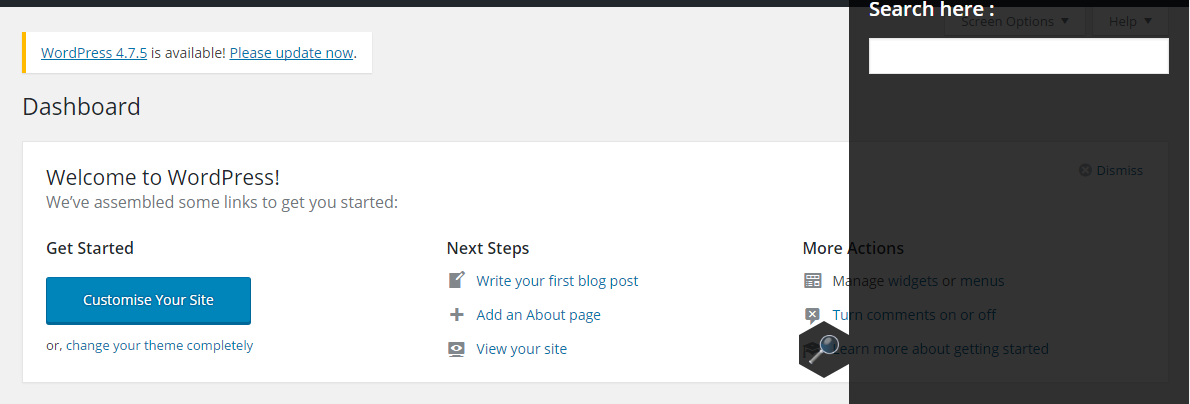 Search here :
Screen Options
Help
WordPress 4.7.5 is available! Please update now.
Dashboard
Welcome to WordPress!
Dismiss
We've assembled some links to get you started:
Get Started
Next Steps
More Actions
Customise Your Site
Write your first blog post
Manage widgets or menus
Add an About page
Turn comments on or off
or, change your theme completely
View your site
Learn more about getting started